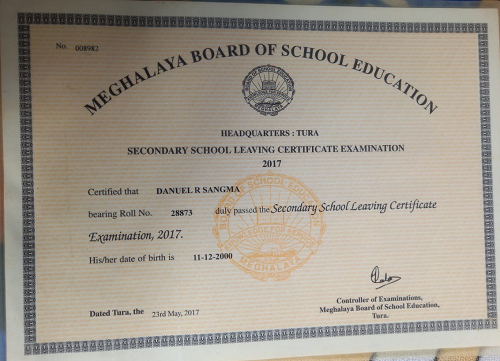 No. 008982
MEGHALAYA BOARD OF SCHOOL EDUCATION
HEADQUARTERS : TURA
SECONDARY SCHOOL LEAVING CERTIFICATE EXAMINATION
2017
Certified that DANUEL R SANGMA
bearing Roll No. 28873 duly passed the Secondary School Leaving Certificate
Examination, 2017.
His/her date of birth is 11-12-2000
MEGHALAYA
Dated Tura, the 23rd May, 2017
Controller of Examinations,
Meghalaya Board of School Education,
Tura.